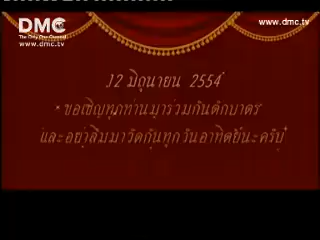 DMC
The Only One Channel
www.dmc.tv
www.dmc.tv
12 มิถุนายน 2554
* ขอเชิญทุกท่านมาร่วมกันตักบาตร
และอย่าลืมมาวัดกันทุกวันอาทิตย์นะครับ *